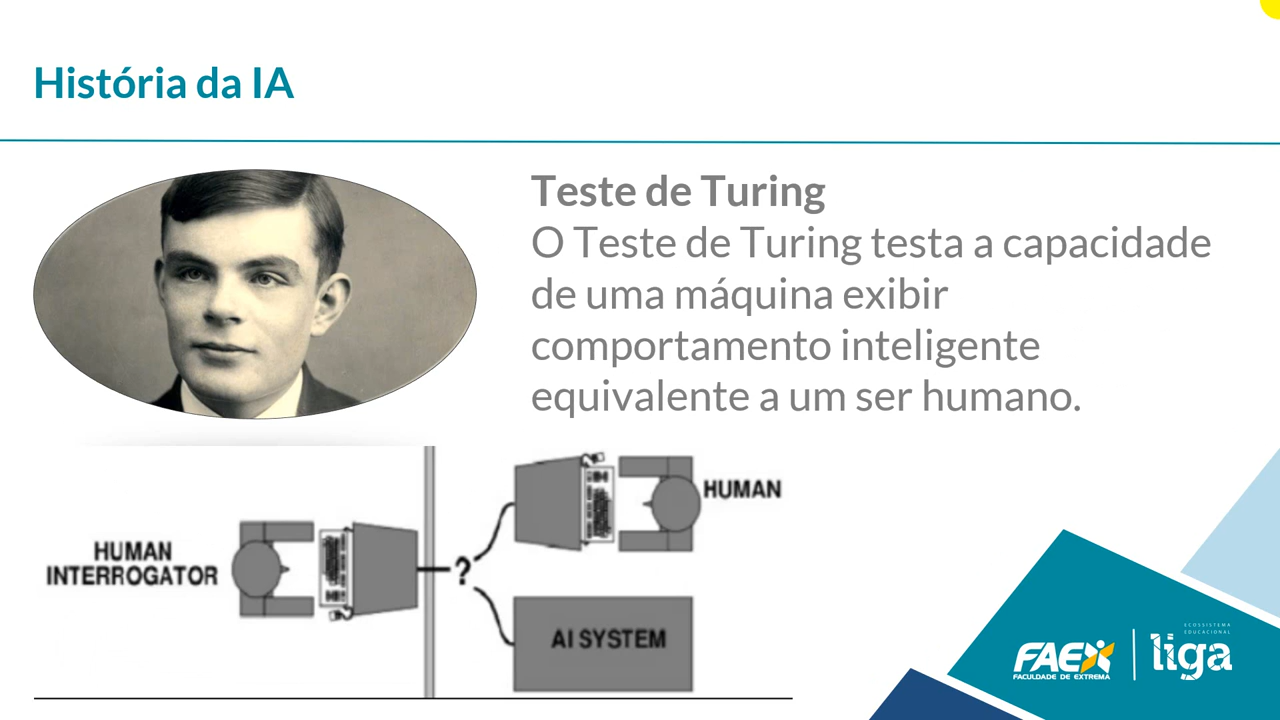 História da IA
Teste de Turing
O Teste de Turing testa a capacidade
de uma máquina exibir
comportamento inteligente
equivalente a um ser humano.
HUMAN
HUMAN
INTERROGATOR
?
AI SYSTEM
ECOSSISTEMA
EDUCACIONAL
FAEX
FACULDADE DE EXTREMA
liga